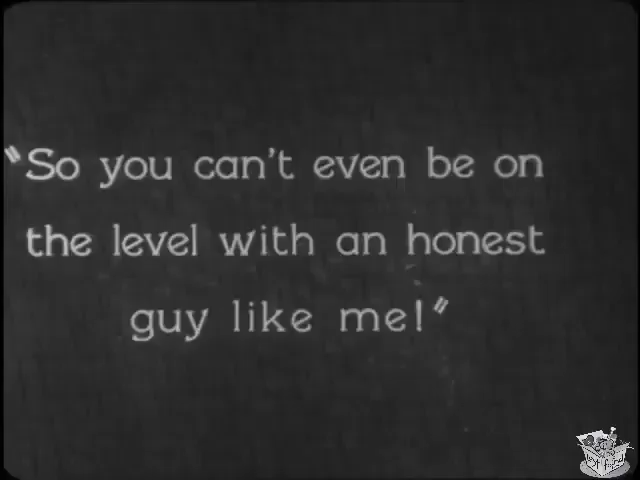 "So you can't even be on
the level with an honest
guy like me!"